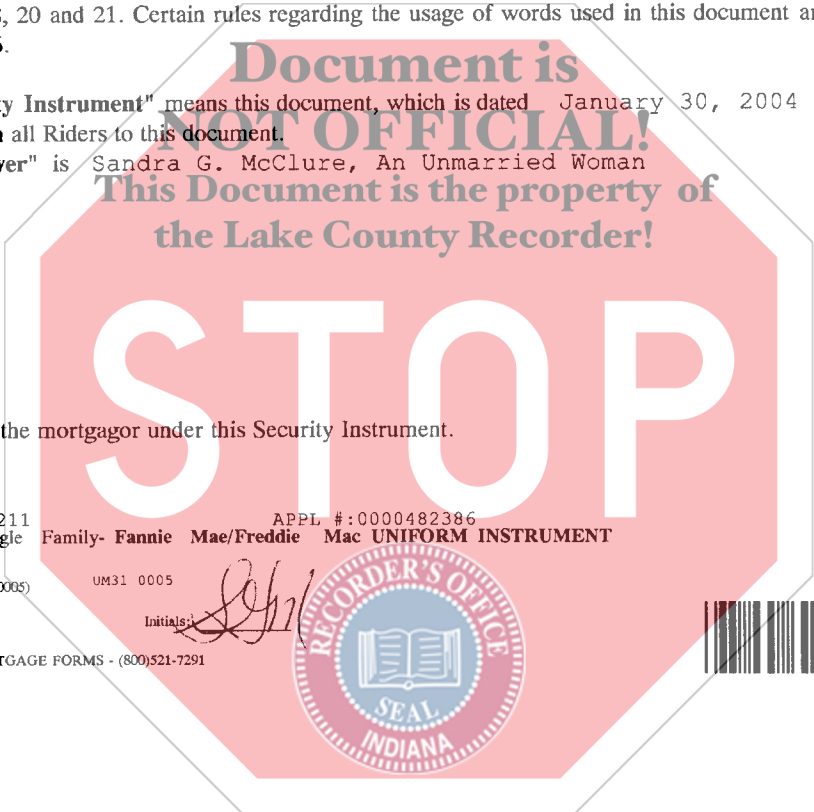 , 20 and 21. Certain rules regarding the usage of words used in this document
Document is
y Instrument" means this document, which is dated January 30, 2004
NOT OFFICIAL!
all Riders to this document.
er" is Sandra G. McClure, An Unmarried Woman
This Document is the property of
the Lake County Recorder!
STOP
the mortgagor under this Security Instrument.
211 APPL #:0000482386
gle Family- Fannie Mae/Freddie Mac UNIFORM INSTRUMENT
0005) UM31 0005
Initials:
TGAGE FORMS - (800)521-7291
RECORDER'S OFFICE
SEAL
INDIANA